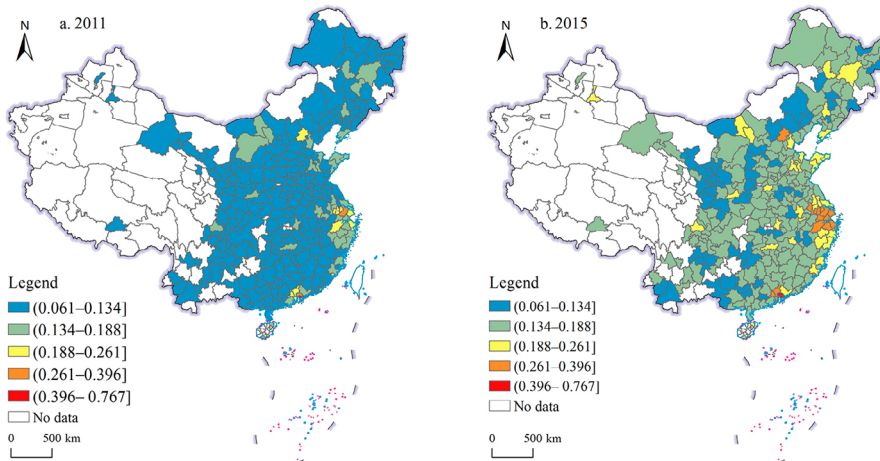 N
a. 2011
Legend
(0.061–0.134]
(0.134–0.188]
(0.188–0.261]
(0.261–0.396]
(0.396– 0.767]
No data
0 500 km
N
b. 2015
Legend
(0.061–0.134]
(0.134–0.188]
(0.188–0.261]
(0.261–0.396]
(0.396– 0.767]
No data
0 500 km